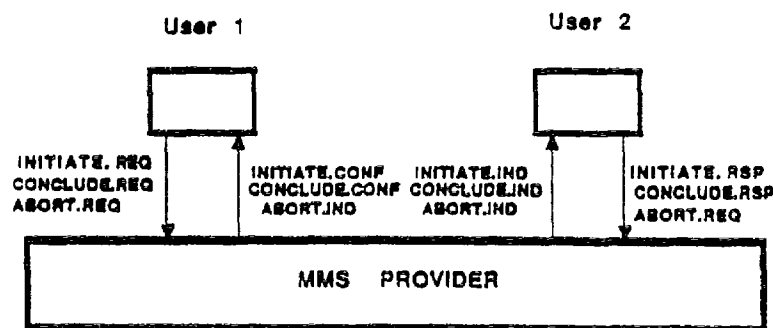 User 1
User 2
INITIATE.REQ
CONCLUDE.REQ
ABORT.REQ
INITIATE.CONF
CONCLUDE.CONF
ABORT.IND
INITIATE.IND
CONCLUDE.IND
ABORT.IND
INITIATE.RSP
CONCLUDE.RSP
ABORT.REQ
MMS PROVIDER